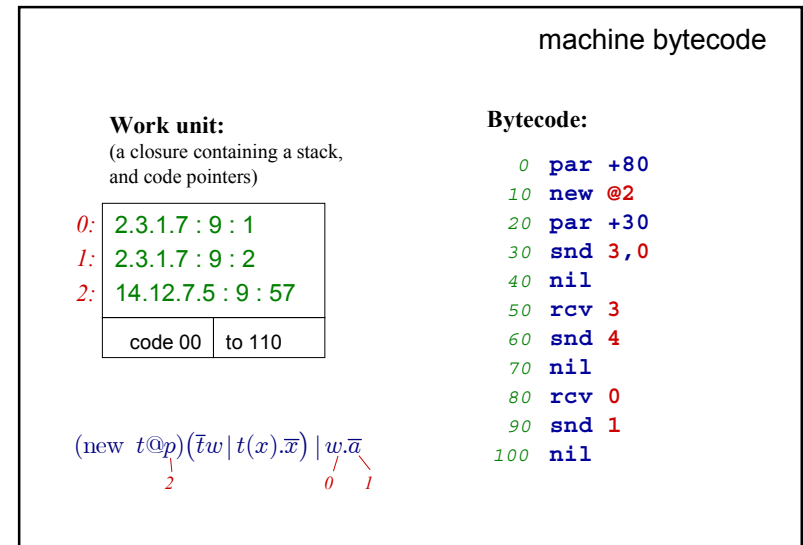 machine bytecode
Work unit:
(a closure containing a stack,
and code pointers)
0: 2.3.1.7 : 9 : 1
1: 2.3.1.7 : 9 : 2
2: 14.12.7.5 : 9 : 57
code 00 to 110
(new t@p)(t̅w | t(x).x̅) | w.a̅
2 0 1
Bytecode:
0 par +80
10 new @2
20 par +30
30 snd 3,0
40 nil
50 rcv 3
60 snd 4
70 nil
80 rcv 0
90 snd 1
100 nil